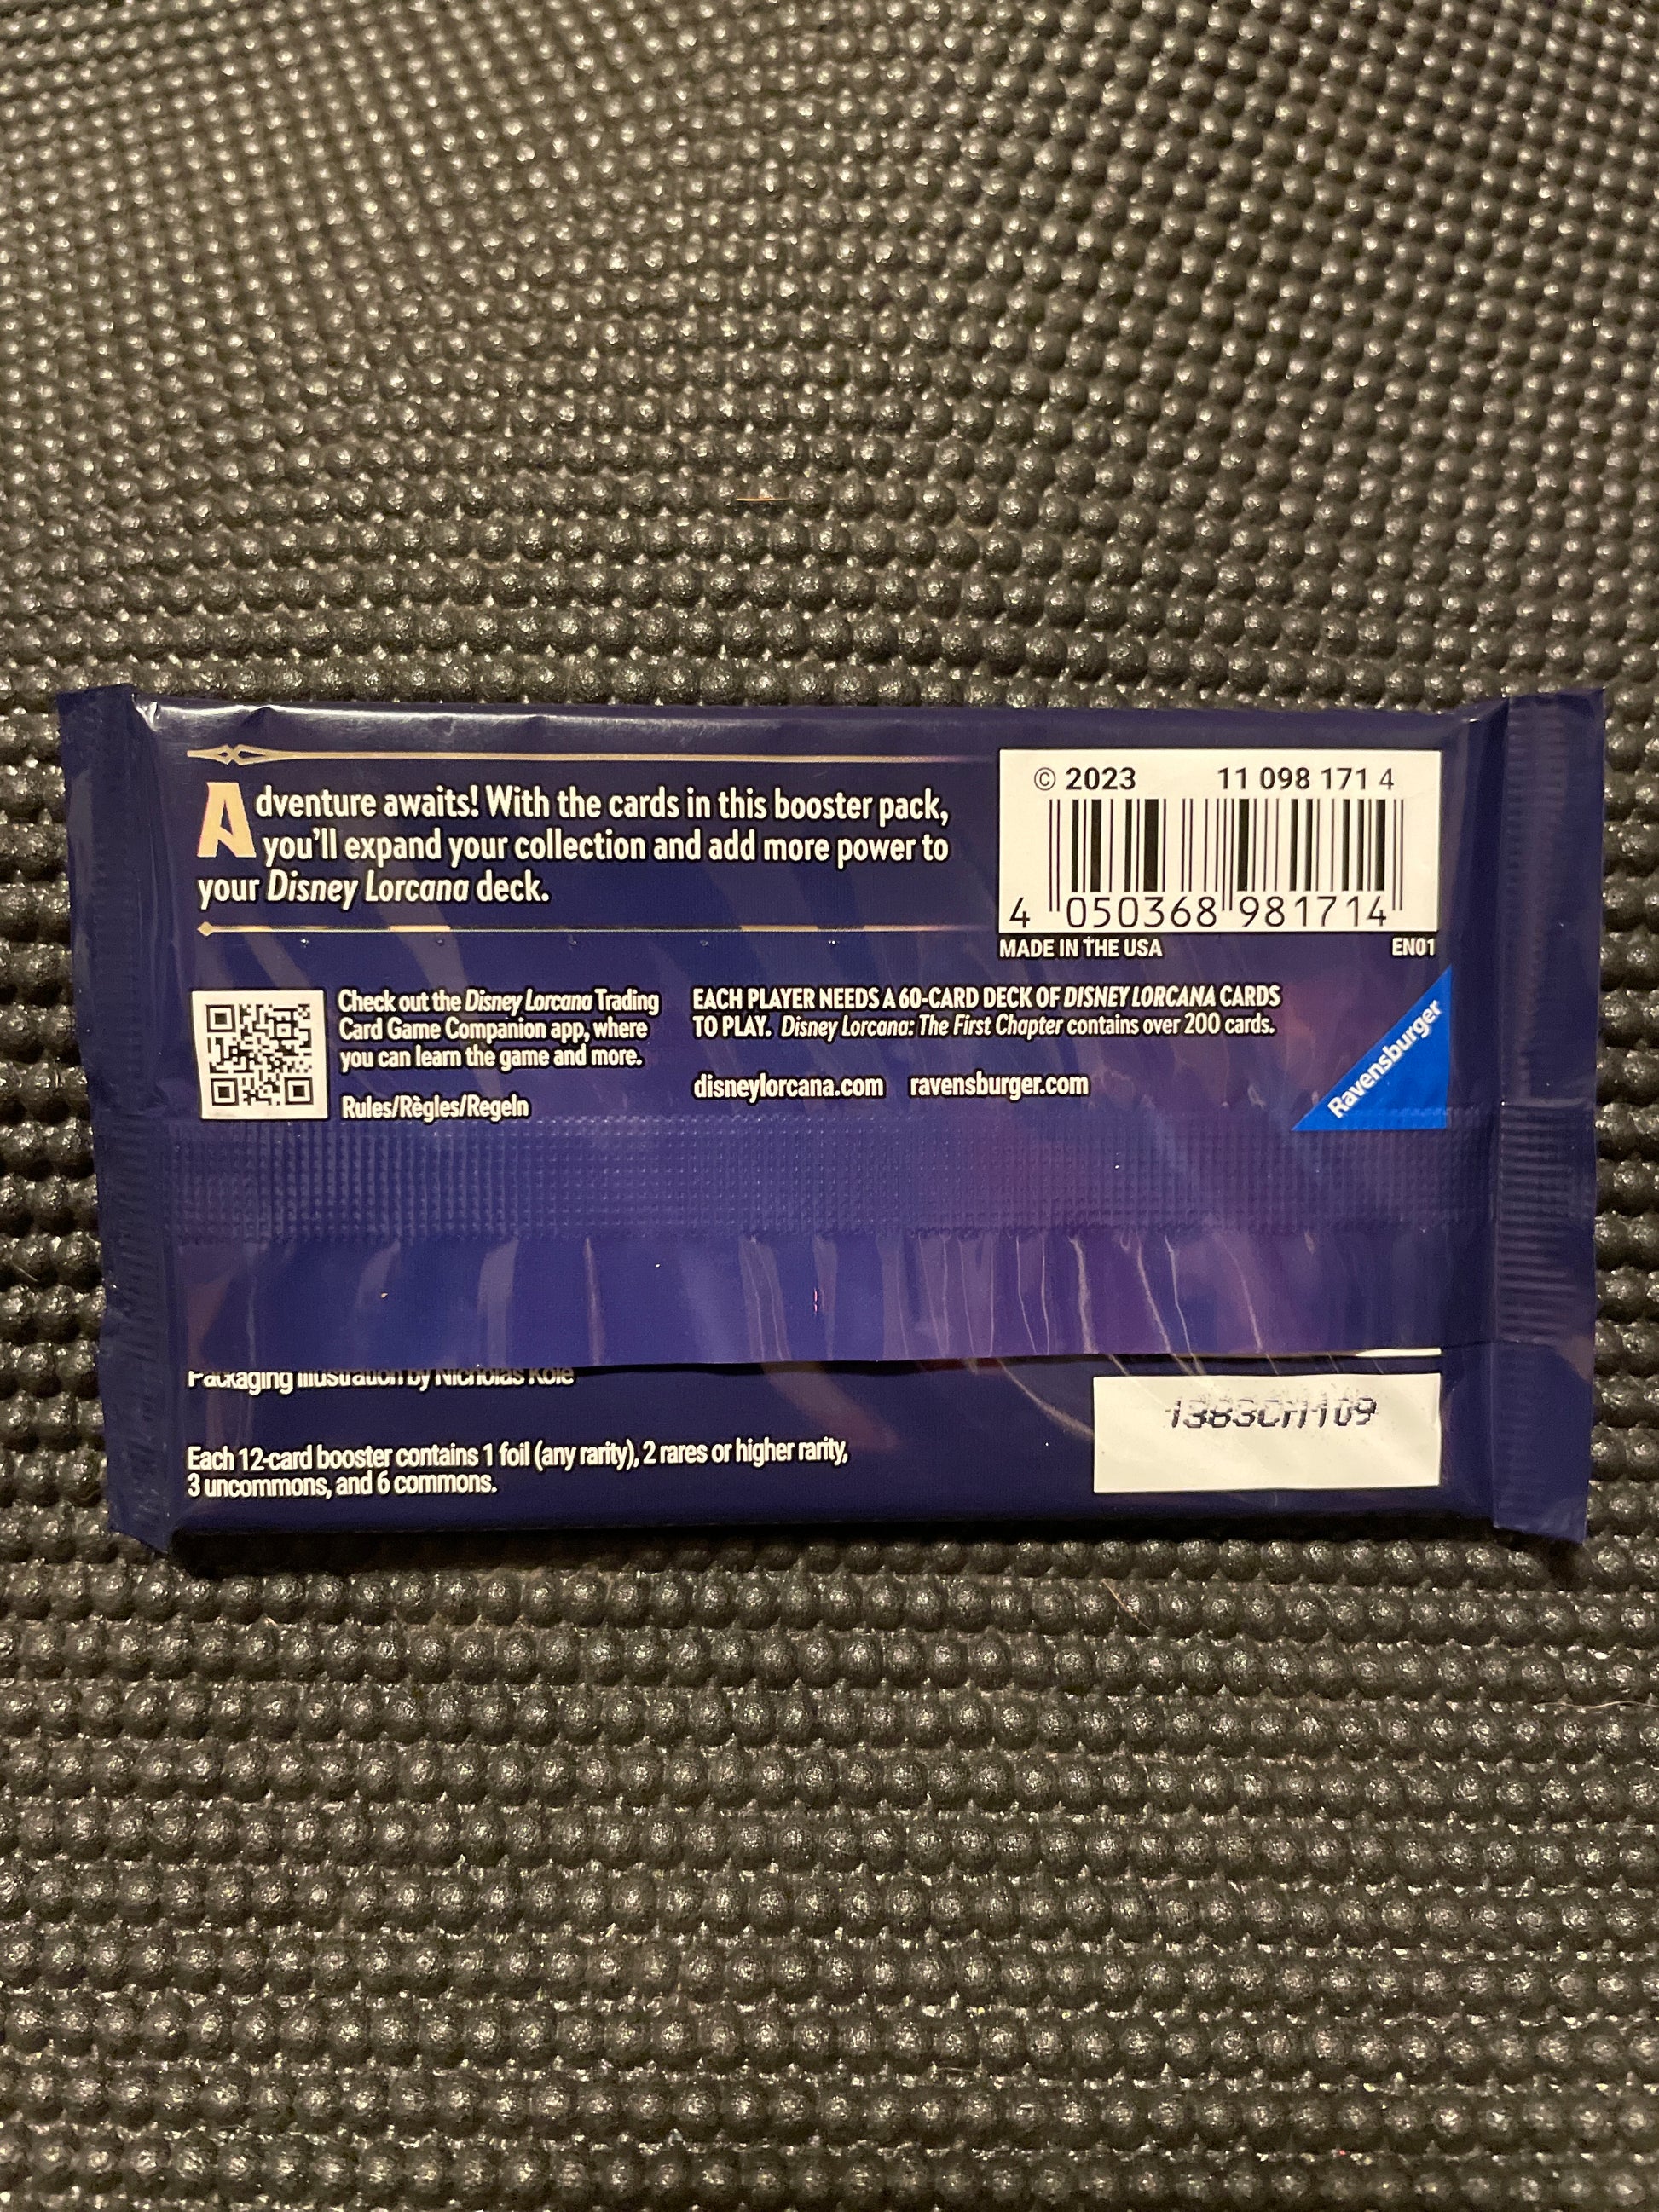 Adventure awaits! With the cards in this booster pack,
you'll expand your collection and add more power to
your Disney Lorcana deck.
© 2023 11 098 171 4
4 050368 981714
MADE IN THE USA EN01
Check out the Disney Lorcana Trading
Card Game Companion app, where
you can learn the game and more.
Rules/Règles/Regeln
EACH PLAYER NEEDS A 60-CARD DECK OF DISNEY LORCANA CARDS
TO PLAY. Disney Lorcana: The First Chapter contains over 200 cards.
disneylorcana.com ravensburger.com
Ravensburger
Packaging illustration by Nicholas Kole
Each 12-card booster contains 1 foil (any rarity), 2 rares or higher rarity,
3 uncommons, and 6 commons.